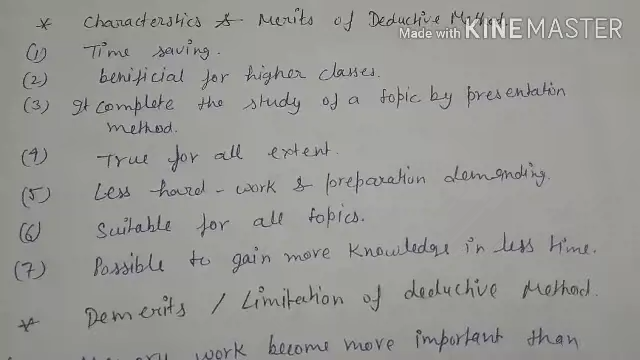 * Characterstics & Merits of Deductive Method.
Made with KINEMASTER
(1) Time saving.
(2) benificial for higher classes.
(3) It complete the study of a topic by presentation
method.
(4) True for all extent.
(5) Less hard-work & preparation demanding.
(6) Suitable for all topics.
(7) Possible to gain more knowledge in less time.
* Demerits / Limitation of deductive Method.
work become more important than